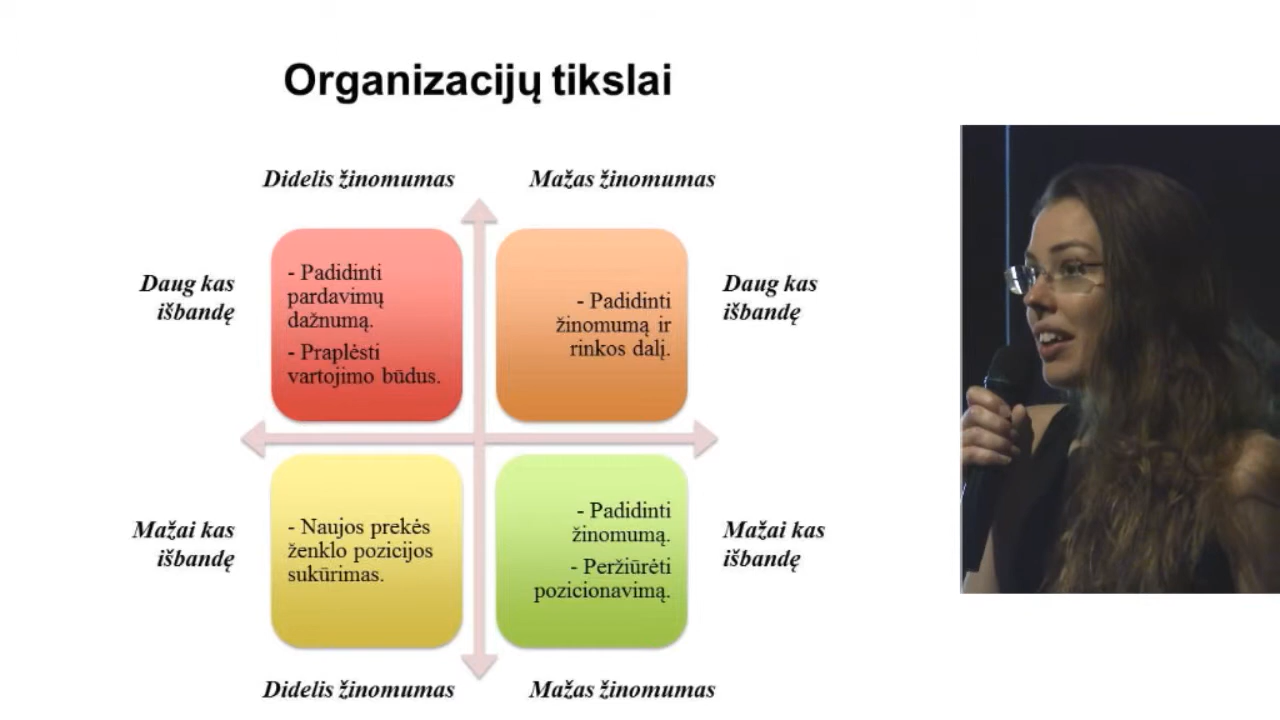 Organizacijų tikslai
Didelis žinomumas
Mažas žinomumas
Daug kas
išbandę
- Padidinti
pardavimų
dažnumą.
- Praplėsti
vartojimo būdus.
- Padidinti
žinomumą ir
rinkos dalį.
Daug kas
išbandę
Mažai kas
išbandę
- Naujos prekės
ženklo pozicijos
sukūrimas.
- Padidinti
žinomumą.
- Peržiūrėti
pozicionavimą.
Mažai kas
išbandę
Didelis žinomumas
Mažas žinomumas